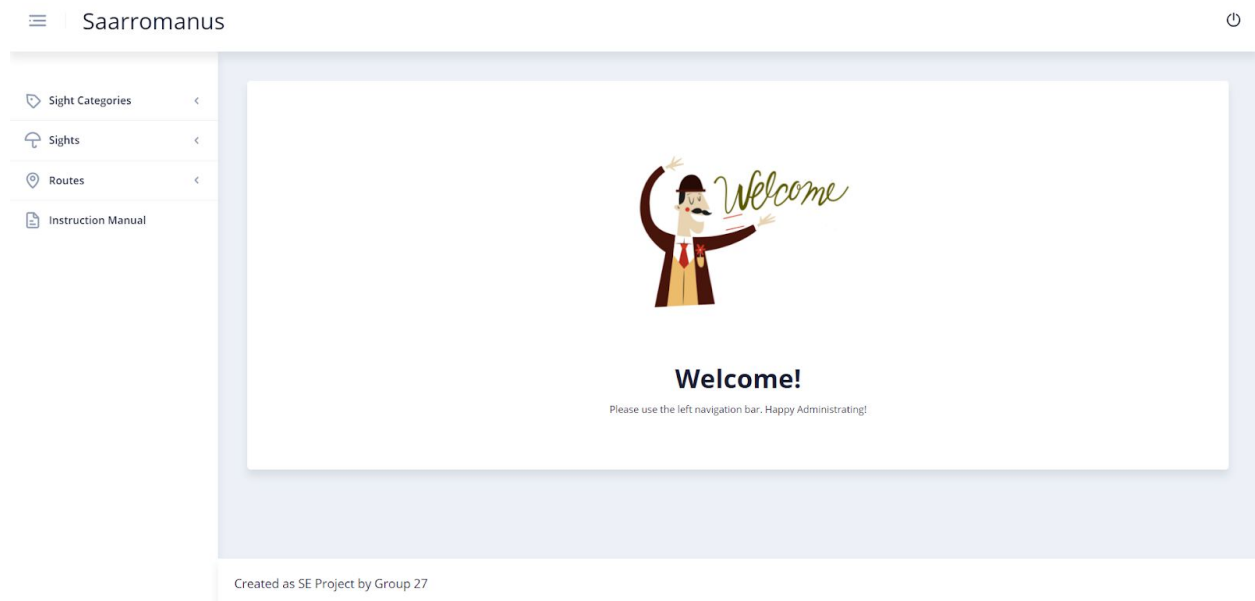 Saarromanus
Sight Categories
Sights
Routes
Instruction Manual
Welcome
Welcome!
Please use the left navigation bar. Happy Administrating!
Created as SE Project by Group 27